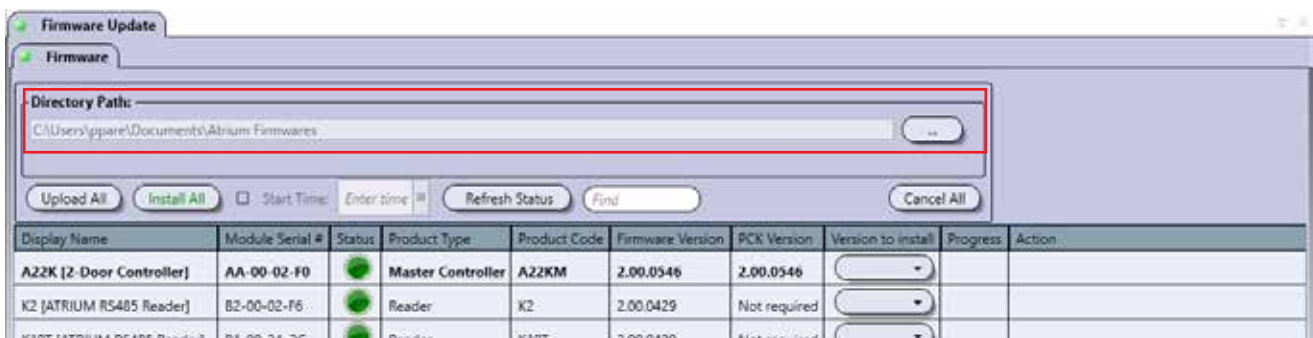 Firmware Update
Firmware
Directory Path:
C:\Users\ppare\Documents\Atrium Firmwares ...
Upload All Install All Start Time: Enter time Refresh Status Find Cancel All
Display Name Module Serial # Status Product Type Product Code Firmware Version PCK Version Version to install Progress Action
A22K [2-Door Controller] AA-00-02-F0 Master Controller A22KM 2.00.0546 2.00.0546
K2 [ATRIUM RS485 Reader] B2-00-02-F6 Reader K2 2.00.0429 Not required